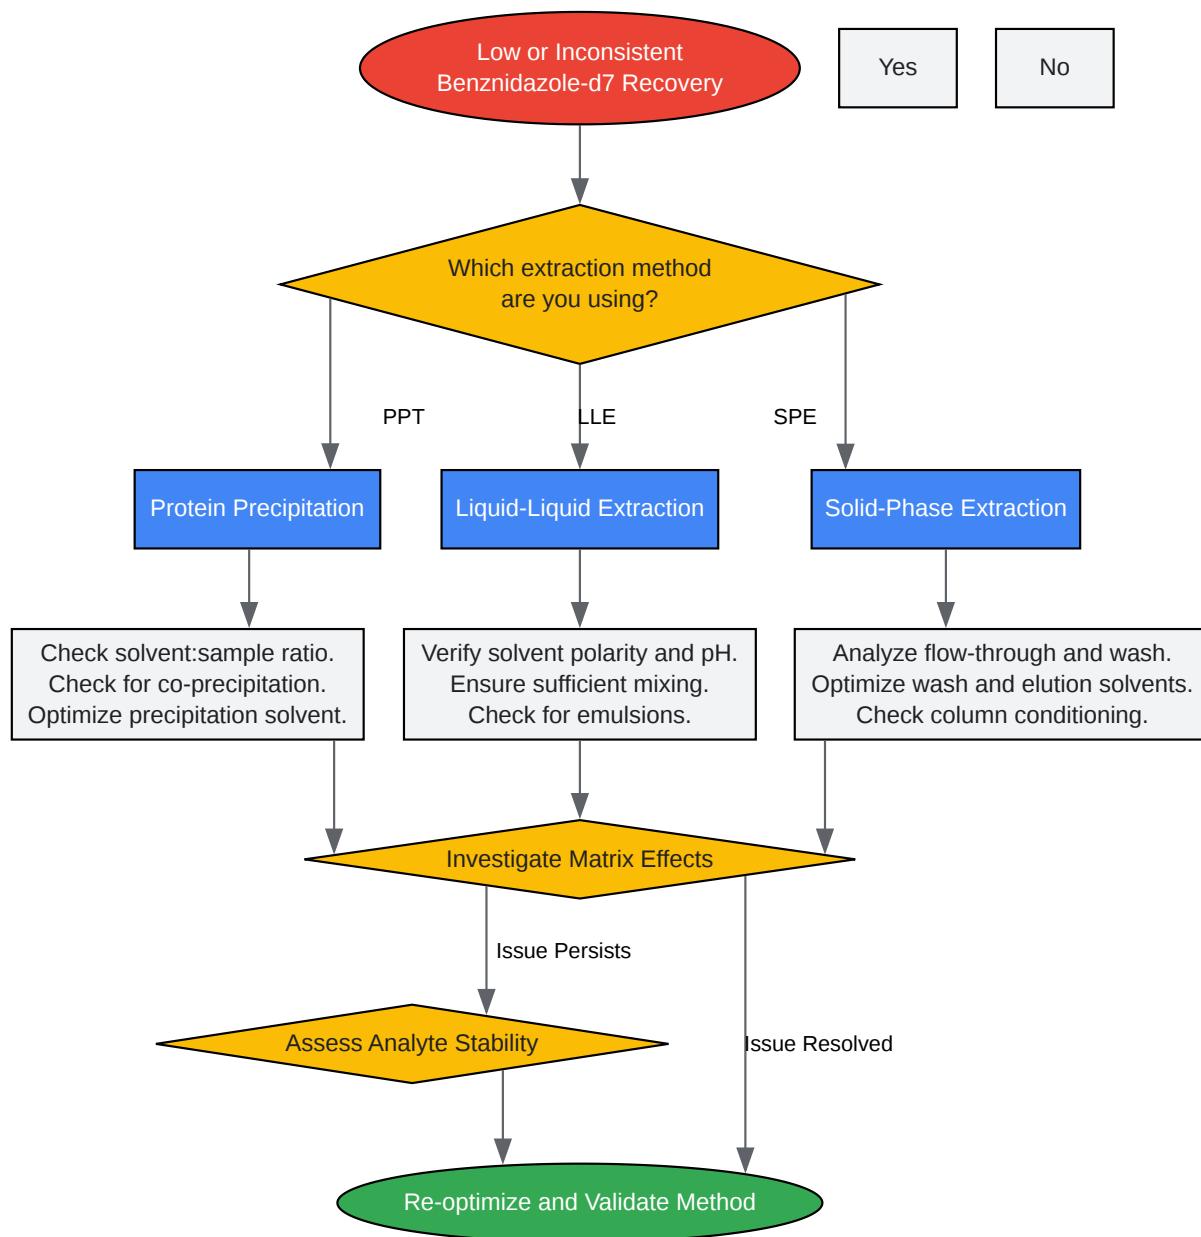 Low or Inconsistent
Benznidazole-d7 Recovery
Yes
No
Which extraction method
are you using?
PPT
LLE
SPE
Protein Precipitation
Liquid-Liquid Extraction
Solid-Phase Extraction
Check solvent:sample ratio.
Check for co-precipitation.
Optimize precipitation solvent.
Verify solvent polarity and pH.
Ensure sufficient mixing.
Check for emulsions.
Analyze flow-through and wash.
Optimize wash and elution solvents.
Check column conditioning.
Investigate Matrix Effects
Issue Persists
Assess Analyte Stability
Issue Resolved
Re-optimize and Validate Method